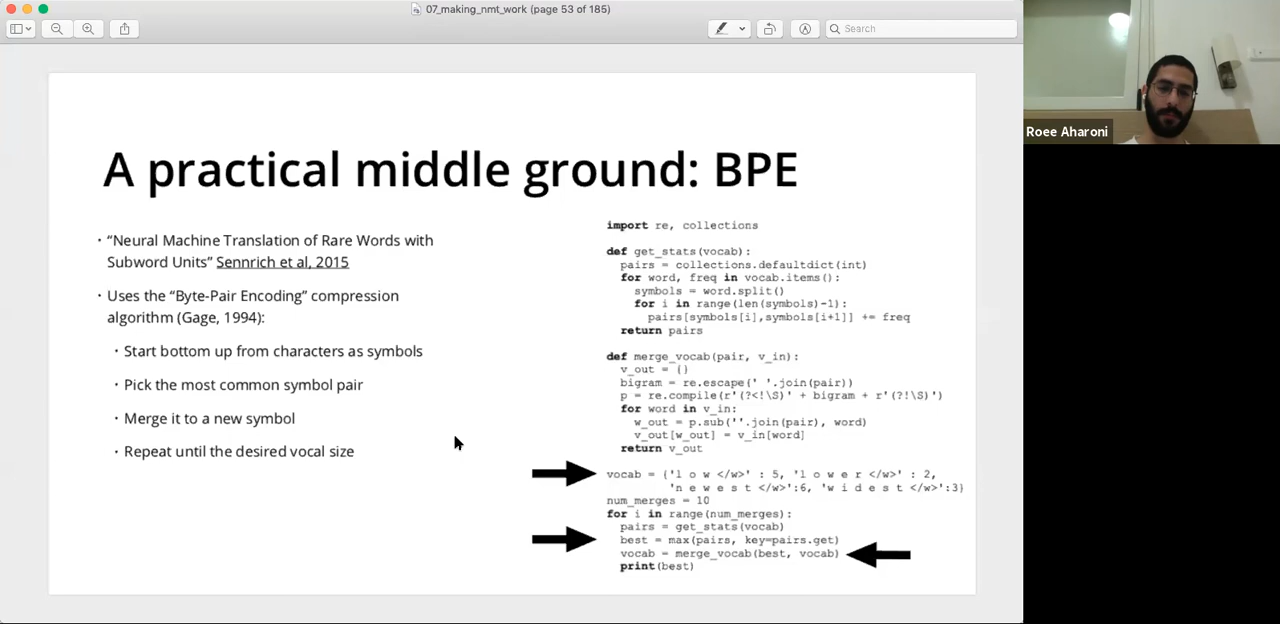 07_making_nmt_work (page 53 of 185)
Search
A practical middle ground: BPE
• “Neural Machine Translation of Rare Words with
Subword Units” Sennrich et al, 2015
• Uses the “Byte-Pair Encoding” compression
algorithm (Gage, 1994):
• Start bottom up from characters as symbols
• Pick the most common symbol pair
• Merge it to a new symbol
• Repeat until the desired vocal size
import re, collections
def get_stats(vocab):
  pairs = collections.defaultdict(int)
  for word, freq in vocab.items():
    symbols = word.split()
    for i in range(len(symbols)-1):
      pairs[symbols[i],symbols[i+1]] += freq
  return pairs
def merge_vocab(pair, v_in):
  v_out = {}
  bigram = re.escape(' '.join(pair))
  p = re.compile(r'(?<!\S)' + bigram + r'(?!\S)')
  for word in v_in:
    w_out = p.sub(''.join(pair), word)
    v_out[w_out] = v_in[word]
  return v_out
vocab = {'l o w </w>' : 5, 'l o w e r </w>' : 2,
         'n e w e s t </w>':6, 'w i d e s t </w>':3}
num_merges = 10
for i in range(num_merges):
  pairs = get_stats(vocab)
  best = max(pairs, key=pairs.get)
  vocab = merge_vocab(best, vocab)
  print(best)
Roee Aharoni